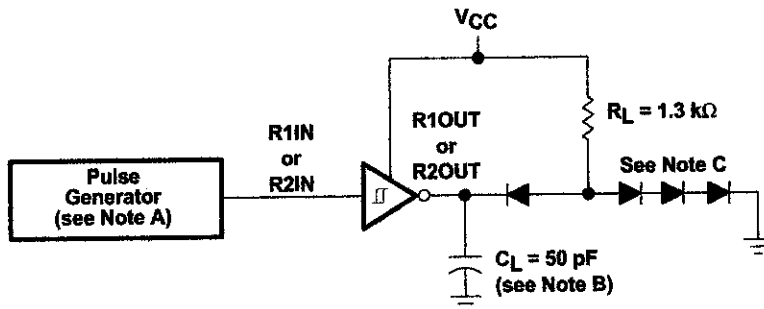 VCC
RL = 1.3 kΩ
R1IN
or
R2IN
R1OUT
or
R2OUT
See Note C
Pulse
Generator
(see Note A)
CL = 50 pF
(see Note B)